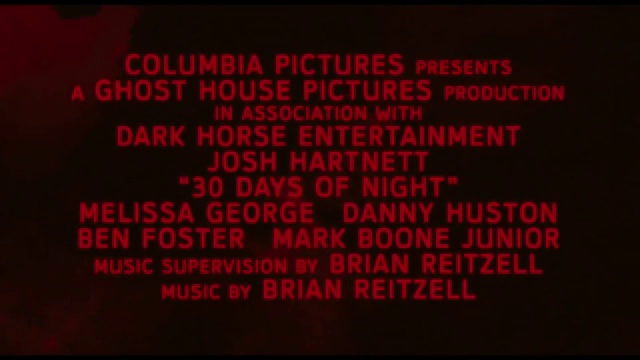 COLUMBIA PICTURES PRESENTS
A GHOST HOUSE PICTURES PRODUCTION
IN ASSOCIATION WITH
DARK HORSE ENTERTAINMENT
JOSH HARTNETT
"30 DAYS OF NIGHT"
MELISSA GEORGE DANNY HUSTON
BEN FOSTER MARK BOONE JUNIOR
MUSIC SUPERVISION BY BRIAN REITZELL
MUSIC BY BRIAN REITZELL